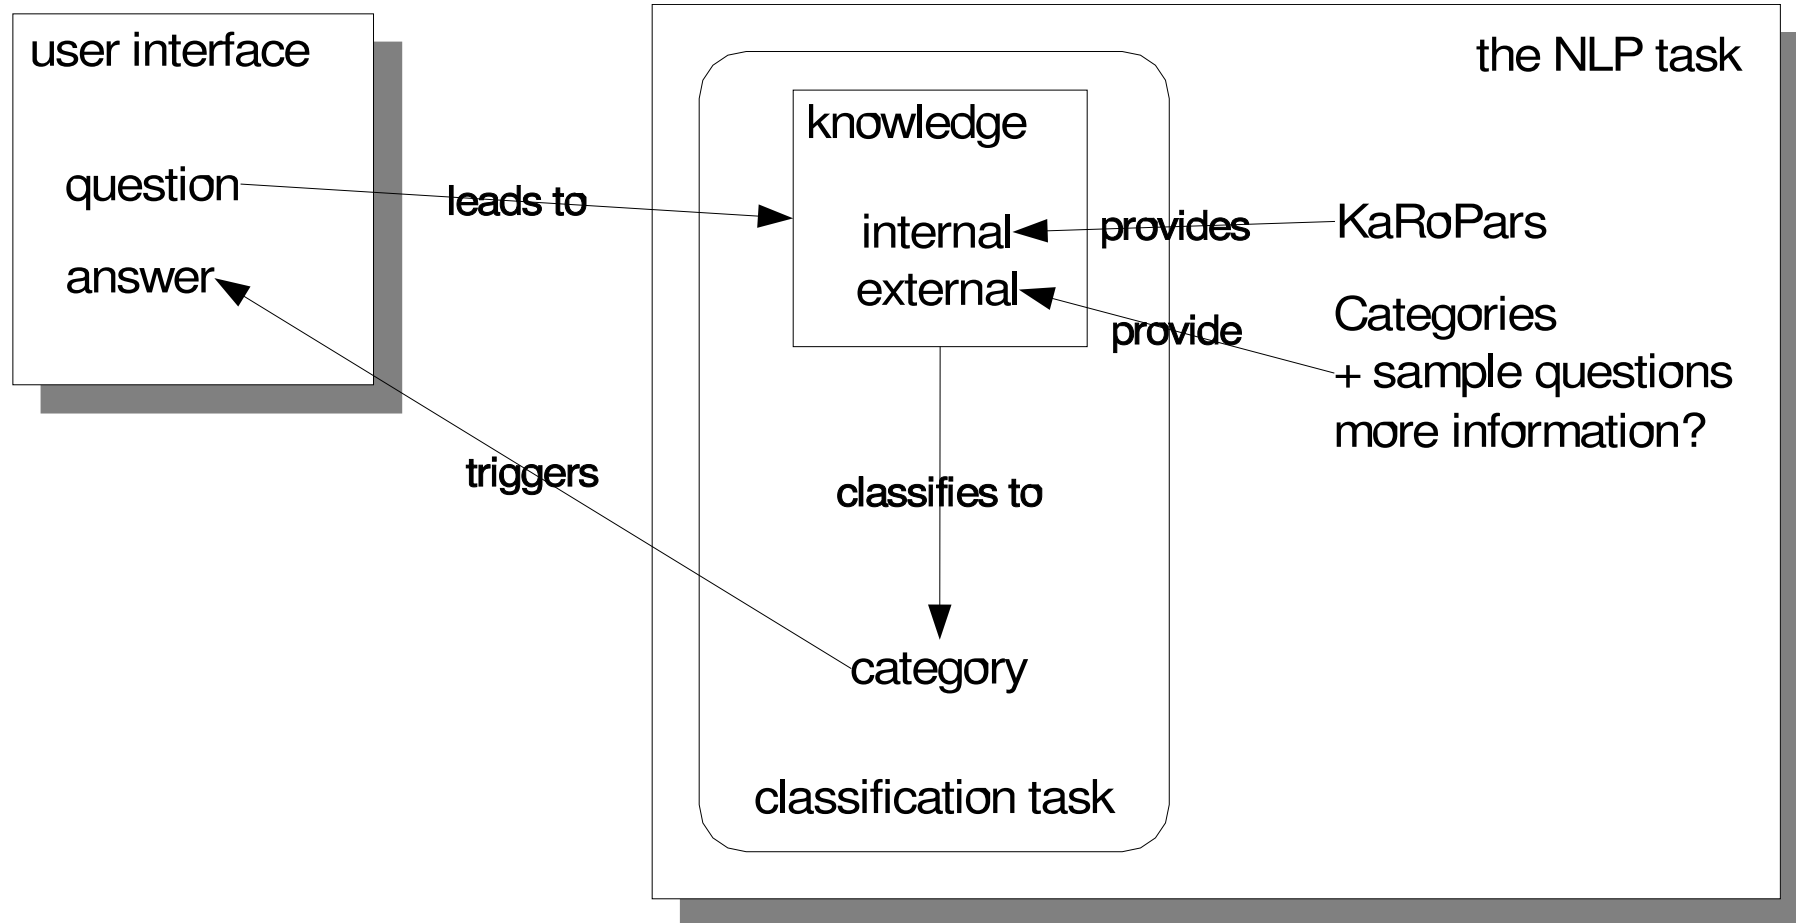 user interface
question
answer
leads to
triggers
the NLP task
knowledge
internal
external
provides
provide
KaRoPars
Categories
+ sample questions
more information?
classifies to
category
classification task